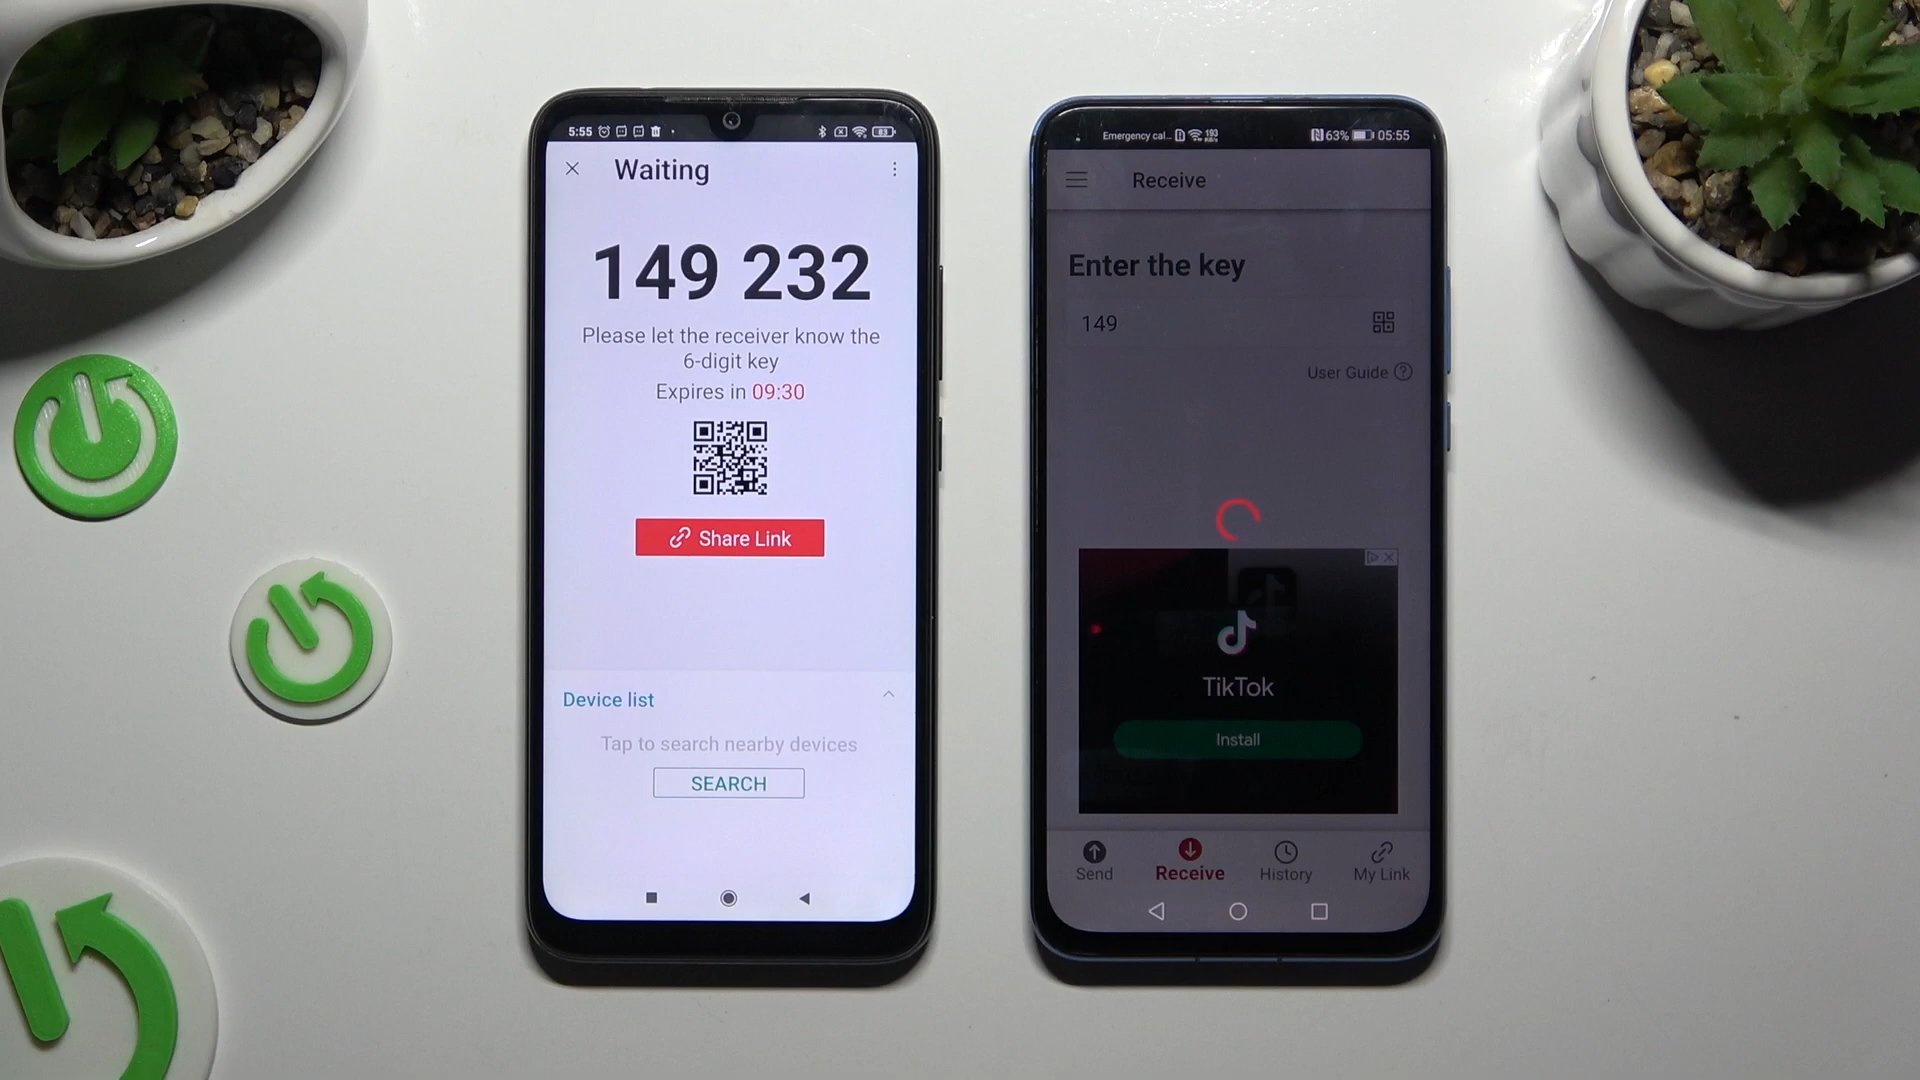 5:55
83
Waiting
149 232
Please let the receiver know the
6-digit key
Expires in 09:30
Share Link
Device list
Tap to search nearby devices
SEARCH
Emergency cal...
193
63%
05:55
Receive
Enter the key
149
User Guide
TikTok
Install
Send
Receive
History
My Link